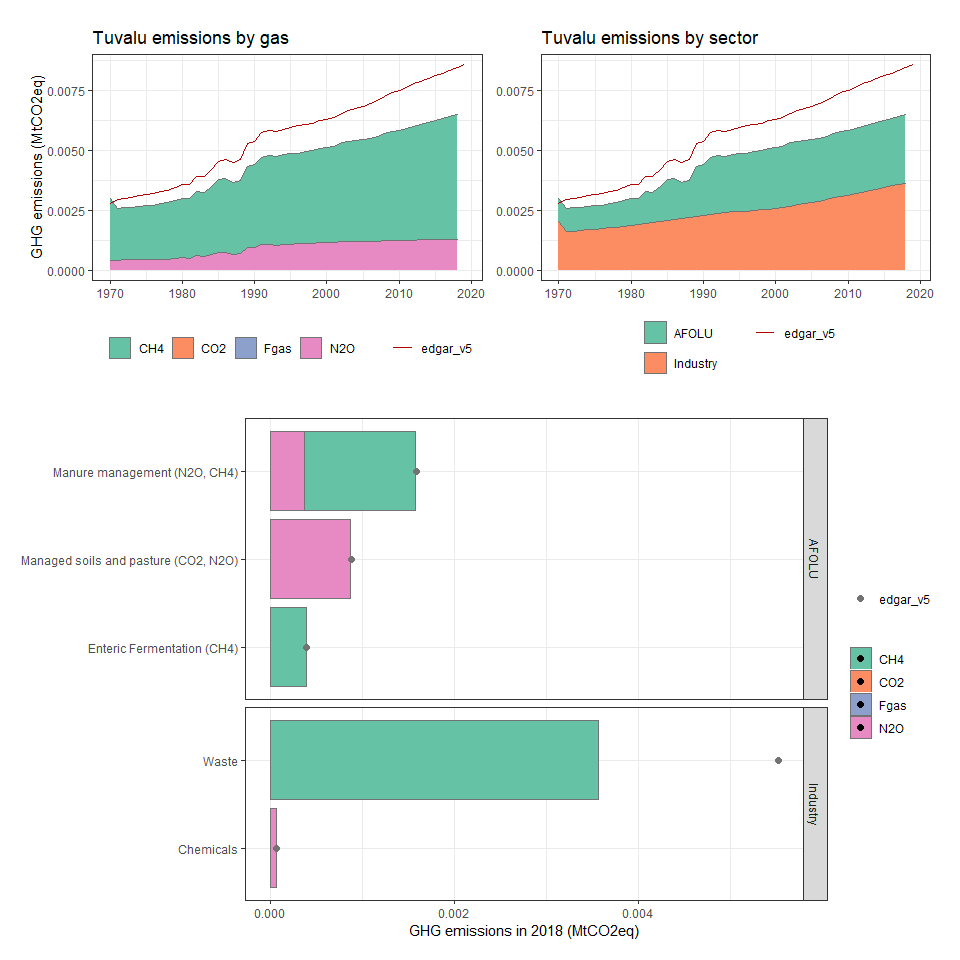 Tuvalu emissions by gas
GHG emissions (MtCO2eq)
0.0075
0.0050
0.0025
0.0000
1970 1980 1990 2000 2010 2020
CH4 CO2 Fgas N2O edgar_v5
Tuvalu emissions by sector
0.0075
0.0050
0.0025
0.0000
1970 1980 1990 2000 2010 2020
AFOLU edgar_v5
Industry
Manure management (N2O, CH4)
Managed soils and pasture (CO2, N2O)
Enteric Fermentation (CH4)
AFOLU
Waste
Chemicals
Industry
0.000 0.002 0.004
GHG emissions in 2018 (MtCO2eq)
edgar_v5
CH4
CO2
Fgas
N2O